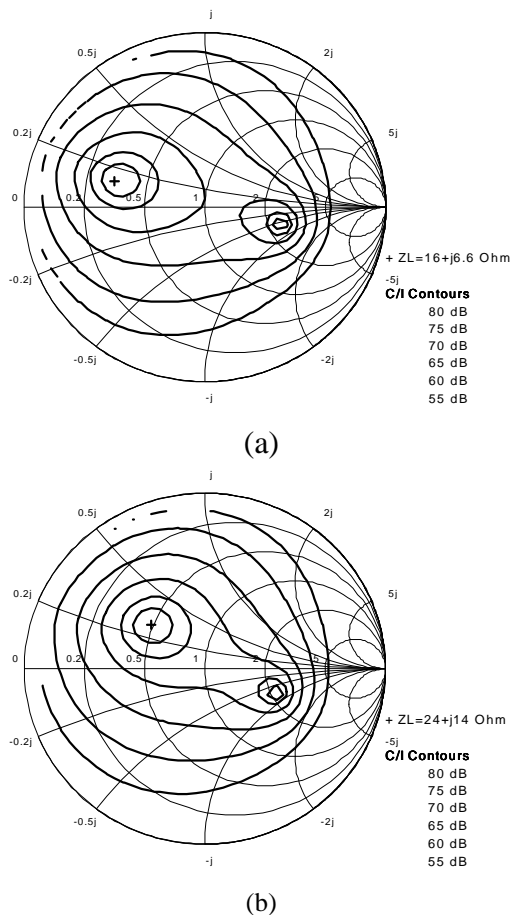 j
0.5j 2j
0.2j 5j
0 0.2 0.5 1 2 5
+ ZL=16+j6.6 Ohm
-0.2j -5j
C/I Contours
80 dB
75 dB
70 dB
65 dB
60 dB
55 dB
-0.5j -2j
-j
(a)
j
0.5j 2j
0.2j 5j
0 0.2 0.5 1 2 5
+ ZL=24+j14 Ohm
-0.2j -5j
C/I Contours
80 dB
75 dB
70 dB
65 dB
60 dB
55 dB
-0.5j -2j
-j
(b)